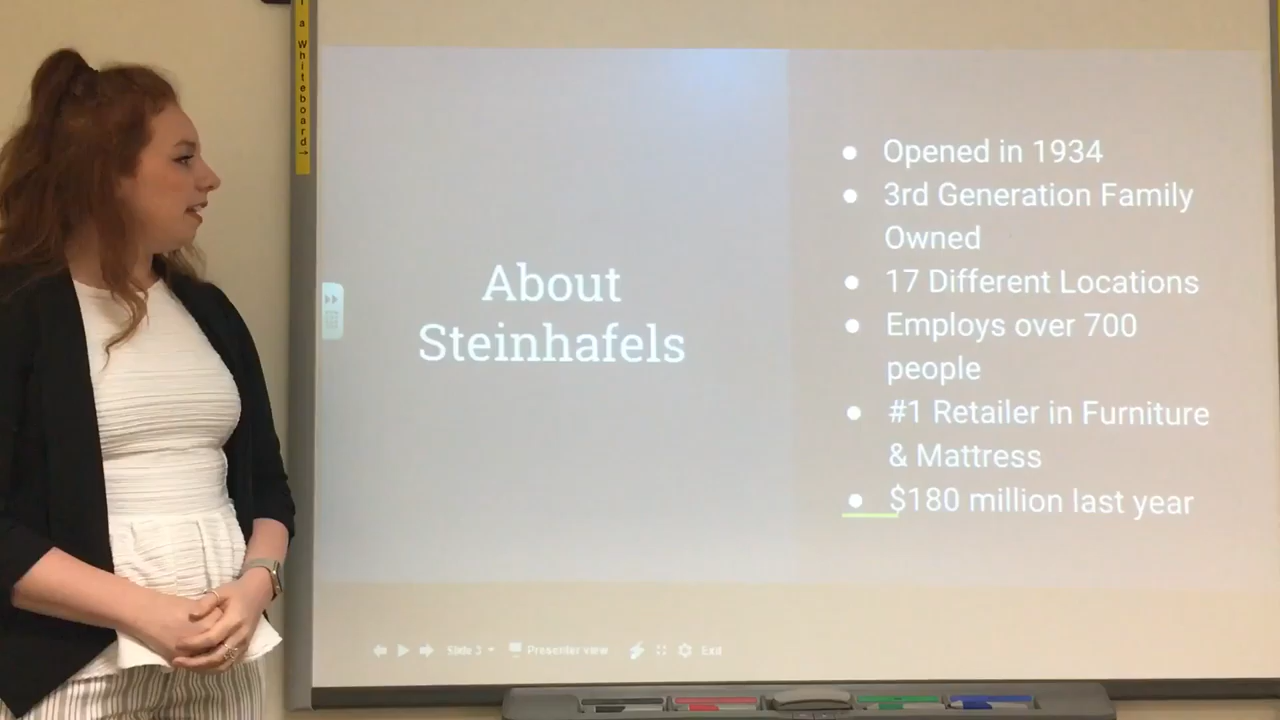 a Whiteboard→
About
Steinhafels
● Opened in 1934
● 3rd Generation Family
Owned
● 17 Different Locations
● Employs over 700
people
● #1 Retailer in Furniture
& Mattress
● $180 million last year
Slide 3
Presenter view
Exit